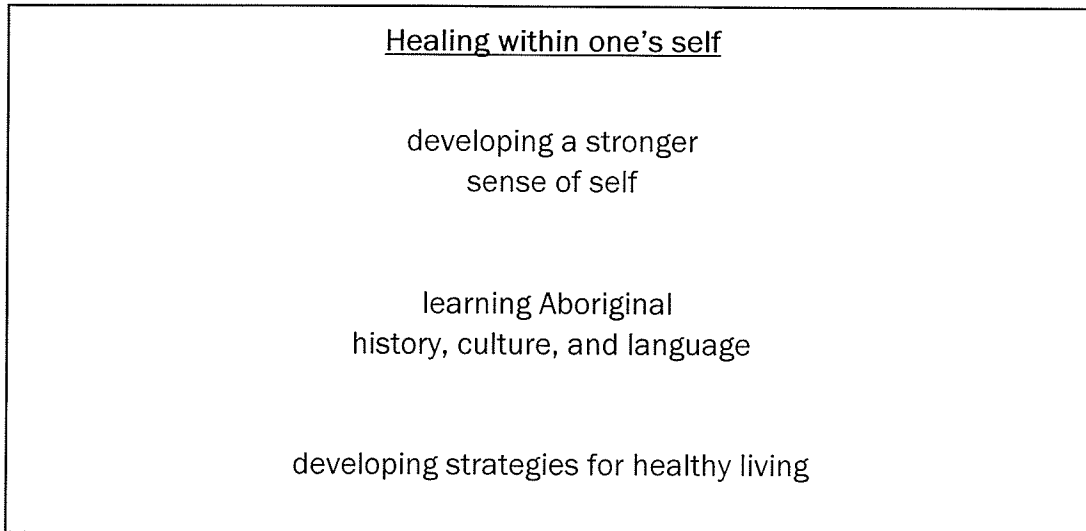 Healing within one's self
developing a stronger
sense of self
learning Aboriginal
history, culture, and language
developing strategies for healthy living